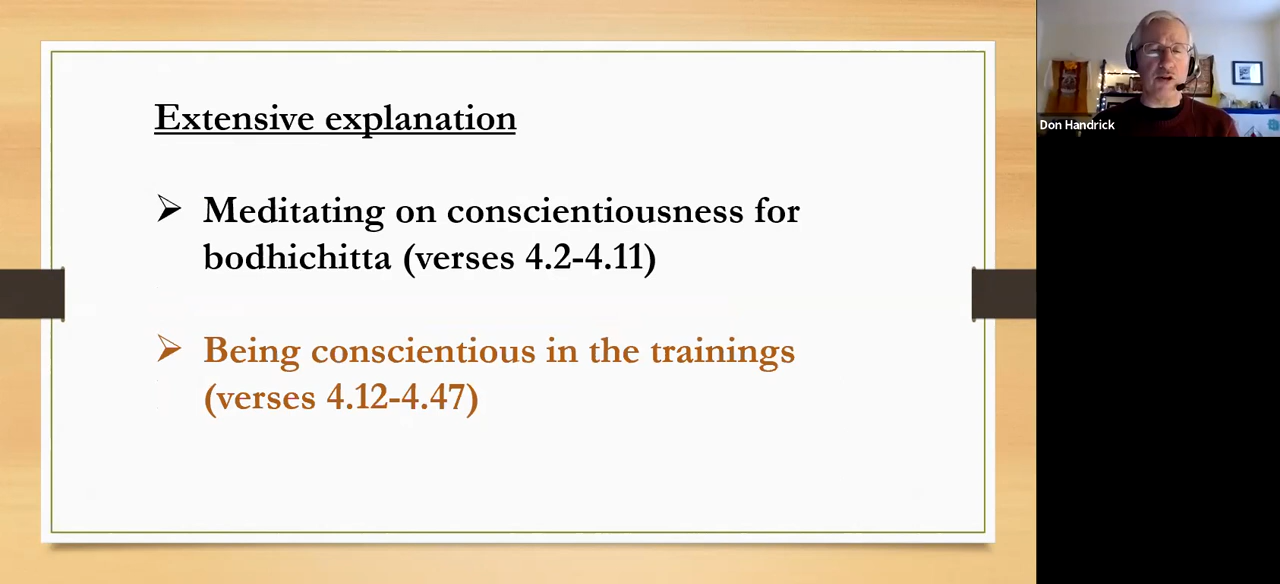 Extensive explanation
➢ Meditating on conscientiousness for
bodhichitta (verses 4.2-4.11)
➢ Being conscientious in the trainings
(verses 4.12-4.47)
Don Handrick